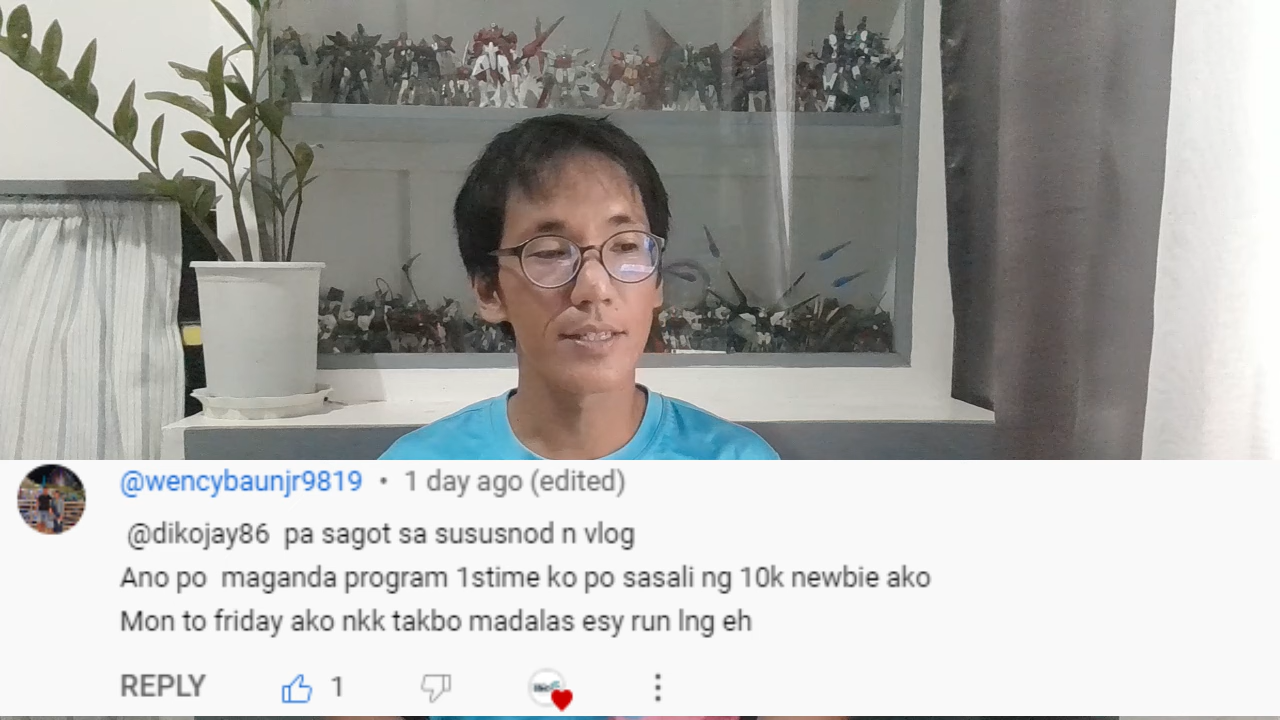 @wencybaunjr9819 • 1 day ago (edited)
@dikojay86 pa sagot sa sususnod n vlog
Ano po maganda program 1stime ko po sasali ng 10k newbie ako
Mon to friday ako nkk takbo madalas esy run lng eh
REPLY 1